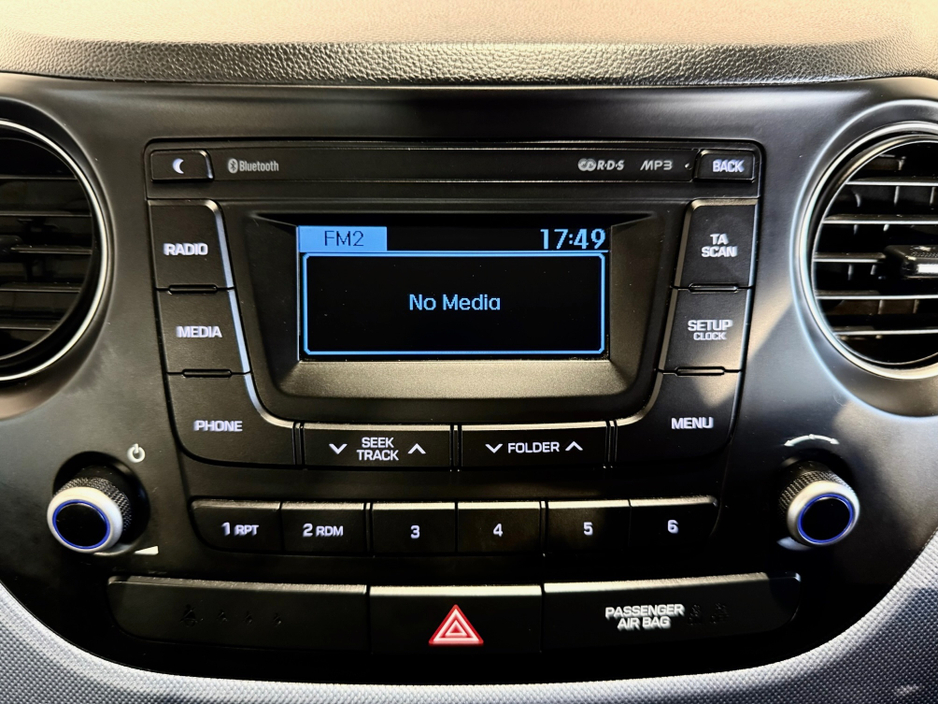 Bluetooth
R·D·S MP3
BACK
RADIO
FM2 17:49
TA
SCAN
No Media
MEDIA
SETUP
CLOCK
PHONE
SEEK
TRACK
FOLDER
MENU
1 RPT
2 RDM
3
4
5
6
PASSENGER
AIR BAG